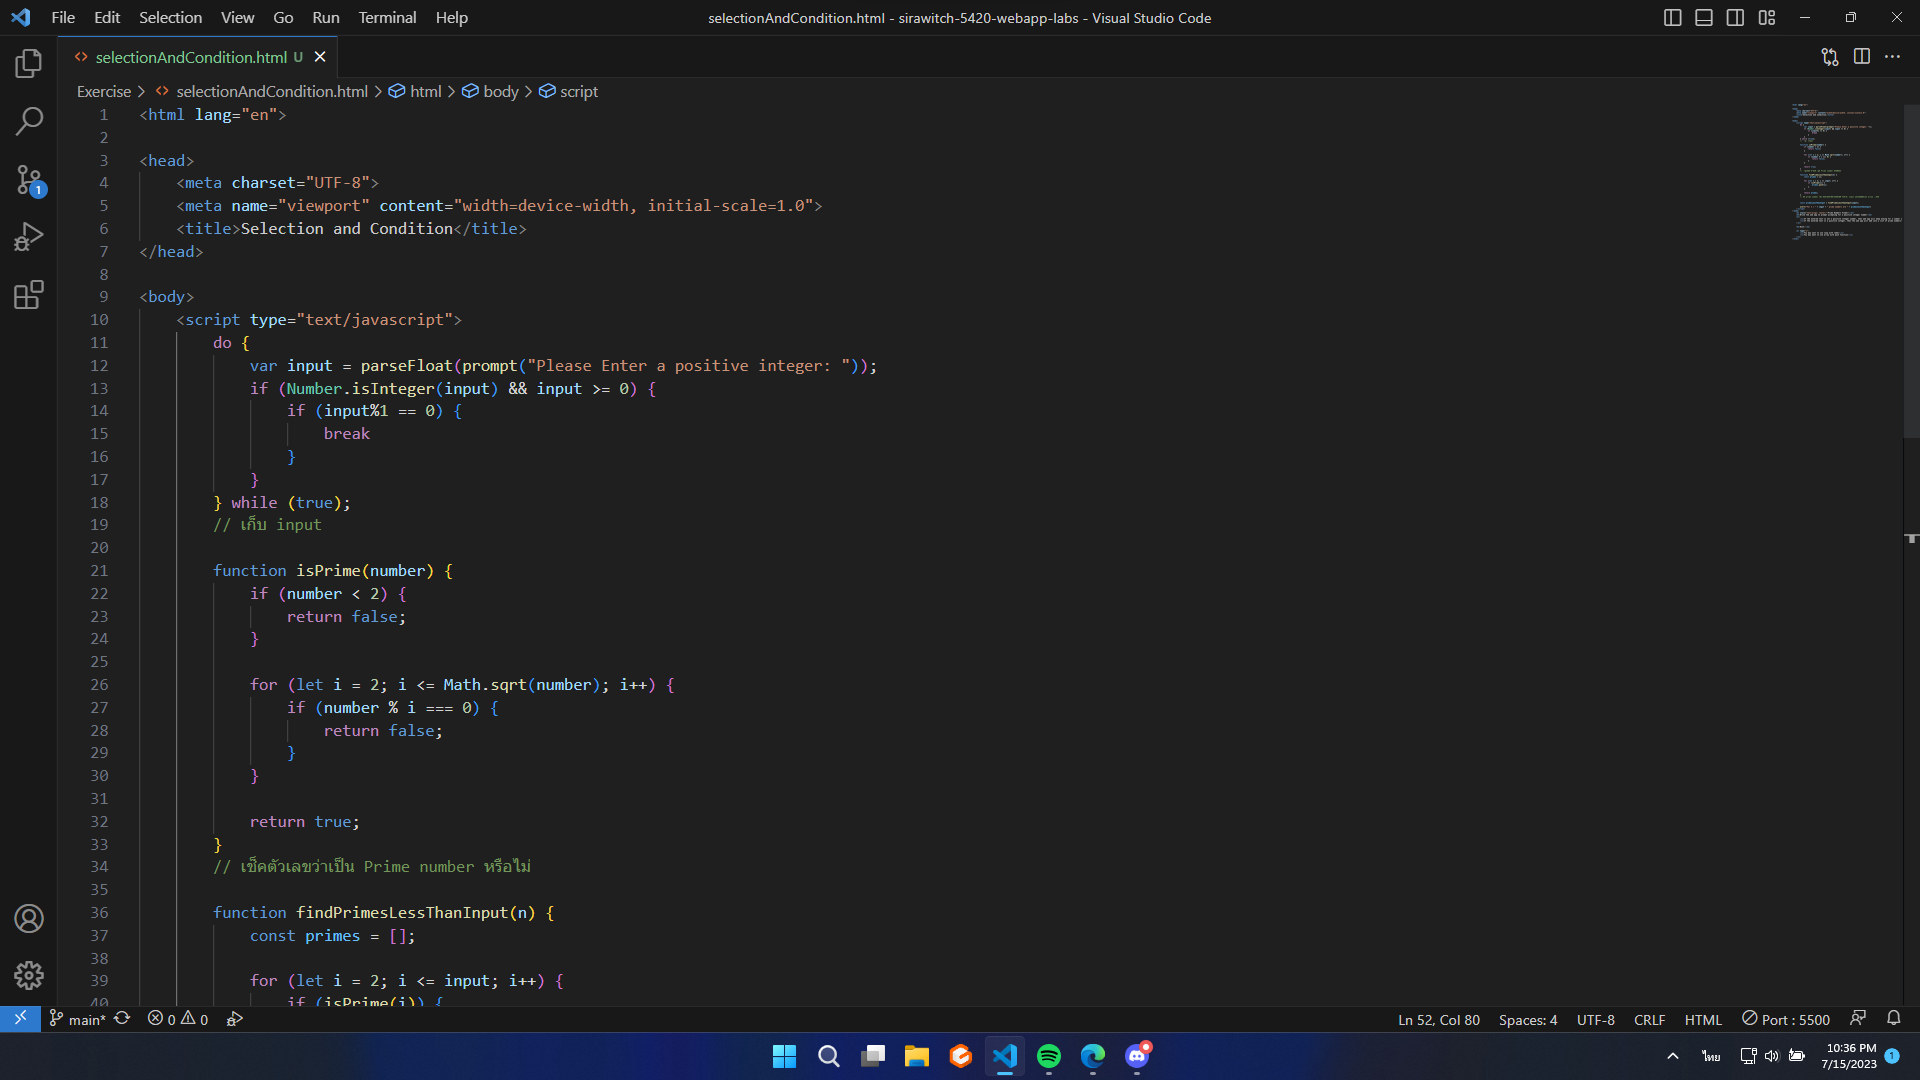 File Edit Selection View Go Run Terminal Help
selectionAndCondition.html - sirawitch-5420-webapp-labs - Visual Studio Code
selectionAndCondition.html U
Exercise > selectionAndCondition.html > html > body > script
1 <html lang="en">
2
3 <head>
4 <meta charset="UTF-8">
5 <meta name="viewport" content="width=device-width, initial-scale=1.0">
6 <title>Selection and Condition</title>
7 </head>
8
9 <body>
10 <script type="text/javascript">
11 do {
12 var input = parseFloat(prompt("Please Enter a positive integer: "));
13 if (Number.isInteger(input) && input >= 0) {
14 if (input%1 == 0) {
15 break
16 }
17 }
18 } while (true);
19 // เก็บ input
20
21 function isPrime(number) {
22 if (number < 2) {
23 return false;
24 }
25
26 for (let i = 2; i <= Math.sqrt(number); i++) {
27 if (number % i === 0) {
28 return false;
29 }
30 }
31
32 return true;
33 }
34 // เช็คตัวเลขว่าเป็น Prime number หรือไม่
35
36 function findPrimesLessThanInput(n) {
37 const primes = [];
38
39 for (let i = 2; i <= input; i++) {
40 if (isPrime(i)) {
1
main* 0 0
Ln 52, Col 80 Spaces: 4 UTF-8 CRLF HTML Port : 5500
ไทย
10:36 PM
7/15/2023
1